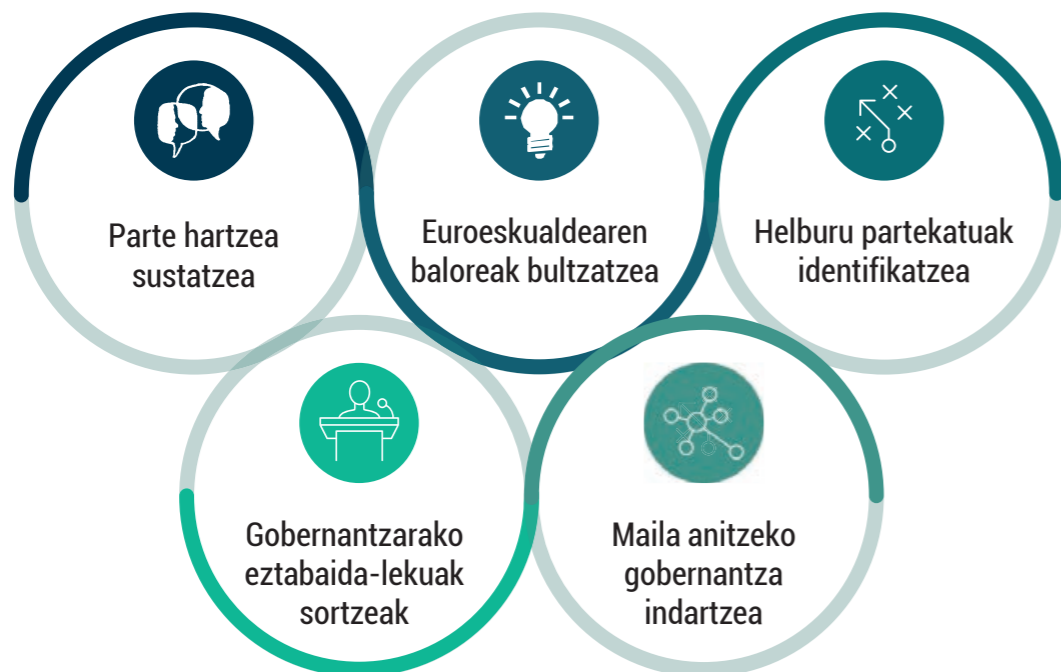 Parte hartzea
sustatzea
Euroeskualdearen
baloreak bultzatzea
Helburu partekatuak
identifikatzea
Gobernantzarako
eztabaida-lekuak
sortzeak
Maila anitzeko
gobernantza
indartzea